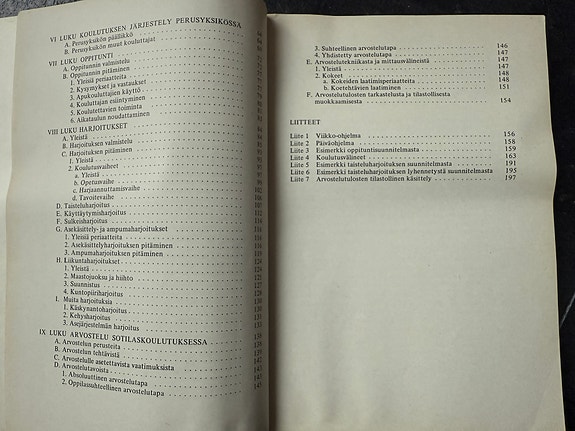 VI LUKU KOULUTUKSEN JÄRJESTELY PERUSYKSIKÖSSÄ
A. Perusyksikön päällikkö
B. Perusyksikön muut kouluttajat
VII LUKU OPPITUNTI
A. Oppitunnin valmistelu
B. Oppitunnin pitäminen
1. Yleisiä periaatteita
2. Kysymykset ja vastaukset
3. Apukouluttajien käyttö
4. Kouluttajan esiintyminen
5. Koulutettavien toiminta
6. Aikataulun noudattaminen
VIII LUKU HARJOITUKSET
A. Yleistä
B. Harjoituksen valmistelu
C. Harjoituksen pitäminen
1. Yleistä
2. Koulutusvaiheet
a. Yleistä
b. Opetusvaihe
c. Harjaannuttamisvaihe
d. Tavoitevaihe
D. Taisteluharjoitus
E. Käyttäytymisharjoitus
F. Sulkeisharjoitus
G. Asekäsittely- ja ampumaharjoitukset
1. Yleisiä periaatteita
2. Asekäsittelyharjoituksen pitäminen
3. Ampumaharjoituksen pitäminen
H. Liikuntaharjoitukset
1. Yleistä
2. Maastojuoksu ja hiihto
3. Suunnistus
4. Kuntopiiriharjoitus
I. Muita harjoituksia
1. Käskynantoharjoitus
2. Kehysharjoitus
3. Asejärjestelmän harjoitus
IX LUKU ARVOSTELU SOTILASKOULUTUKSESSA
A. Arvostelun perusteita
B. Arvostelun tehtävistä
C. Arvostelulle asetettavista vaatimuksista
D. Arvostelutavoista
1. Absoluuttinen arvostelutapa
2. Oppilassuhteellinen arvostelutapa
3. Suhteellinen arvostelutapa 146
4. Yhdistetty arvostelutapa 147
E. Arvostelutekniikasta ja mittausvälineistä 147
1. Yleistä 147
2. Kokeet 148
a. Kokeiden laatimisperiaatteita 148
b. Koetehtävien laatiminen 151
F. Arvostelutulosten tarkastelusta ja tilastollisesta
muokkaamisesta 154
LIITTEET
Liite 1 Viikko-ohjelma 156
Liite 2 Päiväohjelma 158
Liite 3 Esimerkki oppituntisuunnitelmasta 159
Liite 4 Koulutusvälineet 163
Liite 5 Esimerkki taisteluharjoituksen suunnitelmasta 191
Liite 6 Esimerkki taisteluharjoituksen lyhennetystä suunnitelmasta 195
Liite 7 Arvostelutulosten tilastollinen käsittely 197